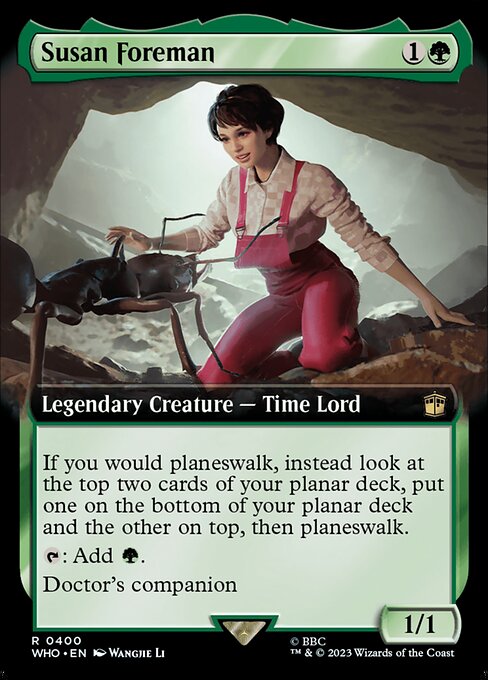 Susan Foreman 1
Legendary Creature — Time Lord
If you would planeswalk, instead look at
the top two cards of your planar deck, put
one on the bottom of your planar deck
and the other on top, then planeswalk.
: Add .
Doctor's companion
1/1
R 0400
WHO • EN Wangjie Li
© BBC
™ & © 2023 Wizards of the Coast